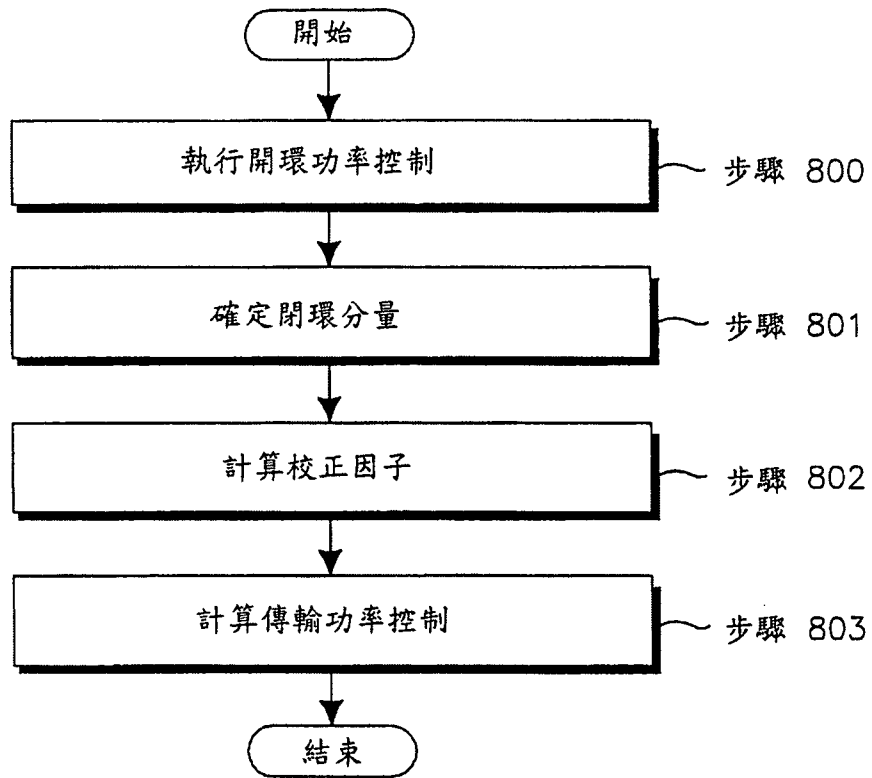 開始
執行開環功率控制
步驟 800
確定閉環分量
步驟 801
計算校正因子
步驟 802
計算傳輸功率控制
步驟 803
結束